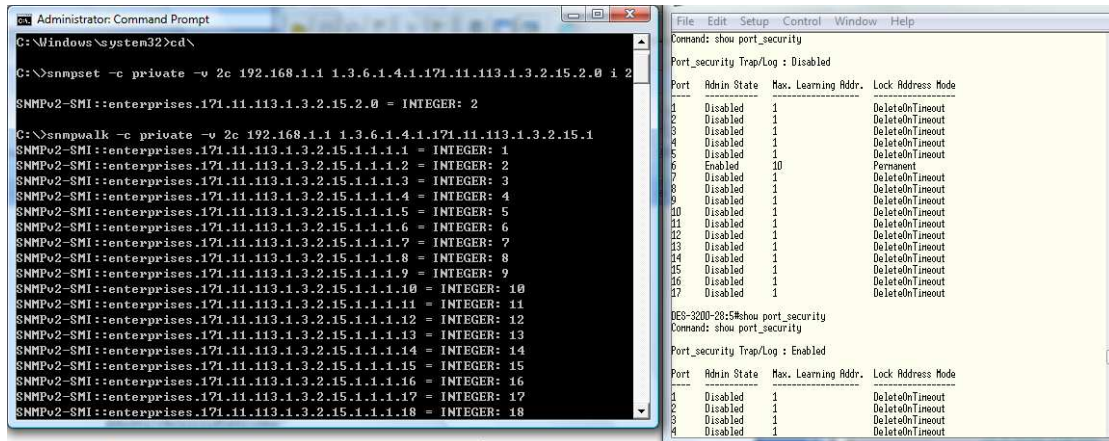 Administrator: Command Prompt
C:\Windows\system32>cd\
C:\>snmpset -c private -v 2c 192.168.1.1 1.3.6.1.4.1.171.11.113.1.3.2.15.2.0 i 2
SNMPv2-SMI::enterprises.171.11.113.1.3.2.15.2.0 = INTEGER: 2
C:\>snmpwalk -c private -v 2c 192.168.1.1 1.3.6.1.4.1.171.11.113.1.3.2.15.1
SNMPv2-SMI::enterprises.171.11.113.1.3.2.15.1.1.1.1 = INTEGER: 1
SNMPv2-SMI::enterprises.171.11.113.1.3.2.15.1.1.1.2 = INTEGER: 2
SNMPv2-SMI::enterprises.171.11.113.1.3.2.15.1.1.1.3 = INTEGER: 3
SNMPv2-SMI::enterprises.171.11.113.1.3.2.15.1.1.1.4 = INTEGER: 4
SNMPv2-SMI::enterprises.171.11.113.1.3.2.15.1.1.1.5 = INTEGER: 5
SNMPv2-SMI::enterprises.171.11.113.1.3.2.15.1.1.1.6 = INTEGER: 6
SNMPv2-SMI::enterprises.171.11.113.1.3.2.15.1.1.1.7 = INTEGER: 7
SNMPv2-SMI::enterprises.171.11.113.1.3.2.15.1.1.1.8 = INTEGER: 8
SNMPv2-SMI::enterprises.171.11.113.1.3.2.15.1.1.1.9 = INTEGER: 9
SNMPv2-SMI::enterprises.171.11.113.1.3.2.15.1.1.1.10 = INTEGER: 10
SNMPv2-SMI::enterprises.171.11.113.1.3.2.15.1.1.1.11 = INTEGER: 11
SNMPv2-SMI::enterprises.171.11.113.1.3.2.15.1.1.1.12 = INTEGER: 12
SNMPv2-SMI::enterprises.171.11.113.1.3.2.15.1.1.1.13 = INTEGER: 13
SNMPv2-SMI::enterprises.171.11.113.1.3.2.15.1.1.1.14 = INTEGER: 14
SNMPv2-SMI::enterprises.171.11.113.1.3.2.15.1.1.1.15 = INTEGER: 15
SNMPv2-SMI::enterprises.171.11.113.1.3.2.15.1.1.1.16 = INTEGER: 16
SNMPv2-SMI::enterprises.171.11.113.1.3.2.15.1.1.1.17 = INTEGER: 17
SNMPv2-SMI::enterprises.171.11.113.1.3.2.15.1.1.1.18 = INTEGER: 18
File Edit Setup Control Window Help
Command: show port_security
Port_security Trap/Log : Disabled
Port Admin State Max. Learning Addr. Lock Address Mode
1 Disabled 1 DeleteOnTimeout
2 Disabled 1 DeleteOnTimeout
3 Disabled 1 DeleteOnTimeout
4 Disabled 1 DeleteOnTimeout
5 Disabled 1 DeleteOnTimeout
6 Enabled 10 Permanent
7 Disabled 1 DeleteOnTimeout
8 Disabled 1 DeleteOnTimeout
9 Disabled 1 DeleteOnTimeout
10 Disabled 1 DeleteOnTimeout
11 Disabled 1 DeleteOnTimeout
12 Disabled 1 DeleteOnTimeout
13 Disabled 1 DeleteOnTimeout
14 Disabled 1 DeleteOnTimeout
15 Disabled 1 DeleteOnTimeout
16 Disabled 1 DeleteOnTimeout
17 Disabled 1 DeleteOnTimeout
DES-3200-28:5#show port_security
Command: show port_security
Port_security Trap/Log : Enabled
Port Admin State Max. Learning Addr. Lock Address Mode
1 Disabled 1 DeleteOnTimeout
2 Disabled 1 DeleteOnTimeout
3 Disabled 1 DeleteOnTimeout
4 Disabled 1 DeleteOnTimeout